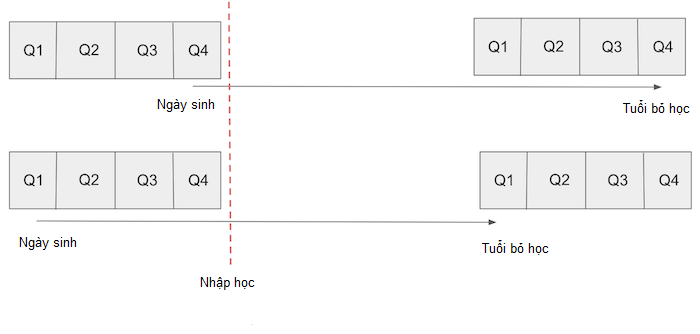 Q1 Q2 Q3 Q4 Q1 Q2 Q3 Q4
Ngày sinh Tuổi bỏ học
Q1 Q2 Q3 Q4 Q1 Q2 Q3 Q4
Ngày sinh Tuổi bỏ học
Nhập học